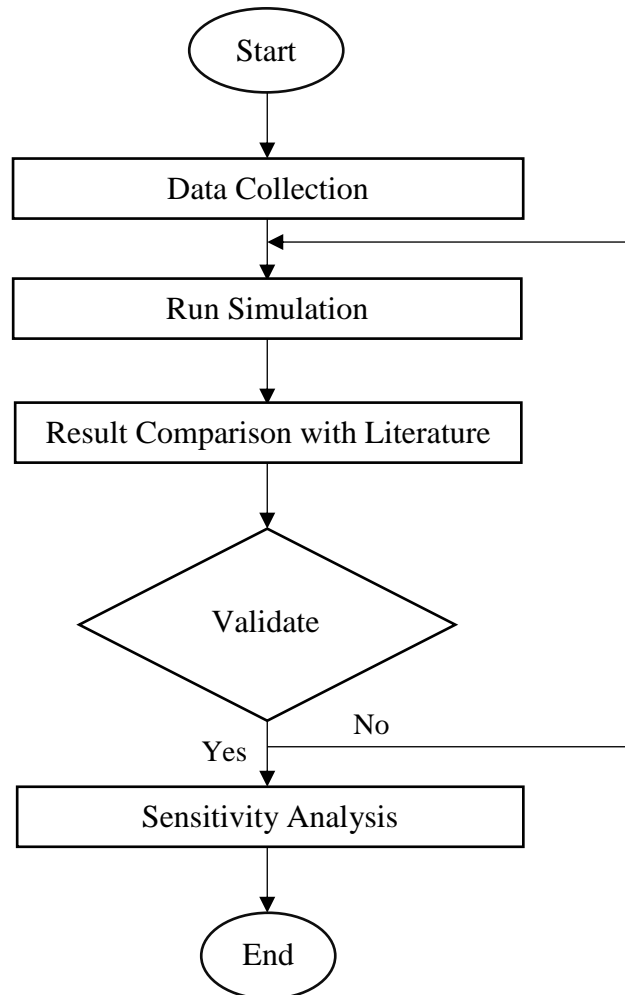 Start
Data Collection
Run Simulation
Result Comparison with Literature
Validate
No
Yes
Sensitivity Analysis
End